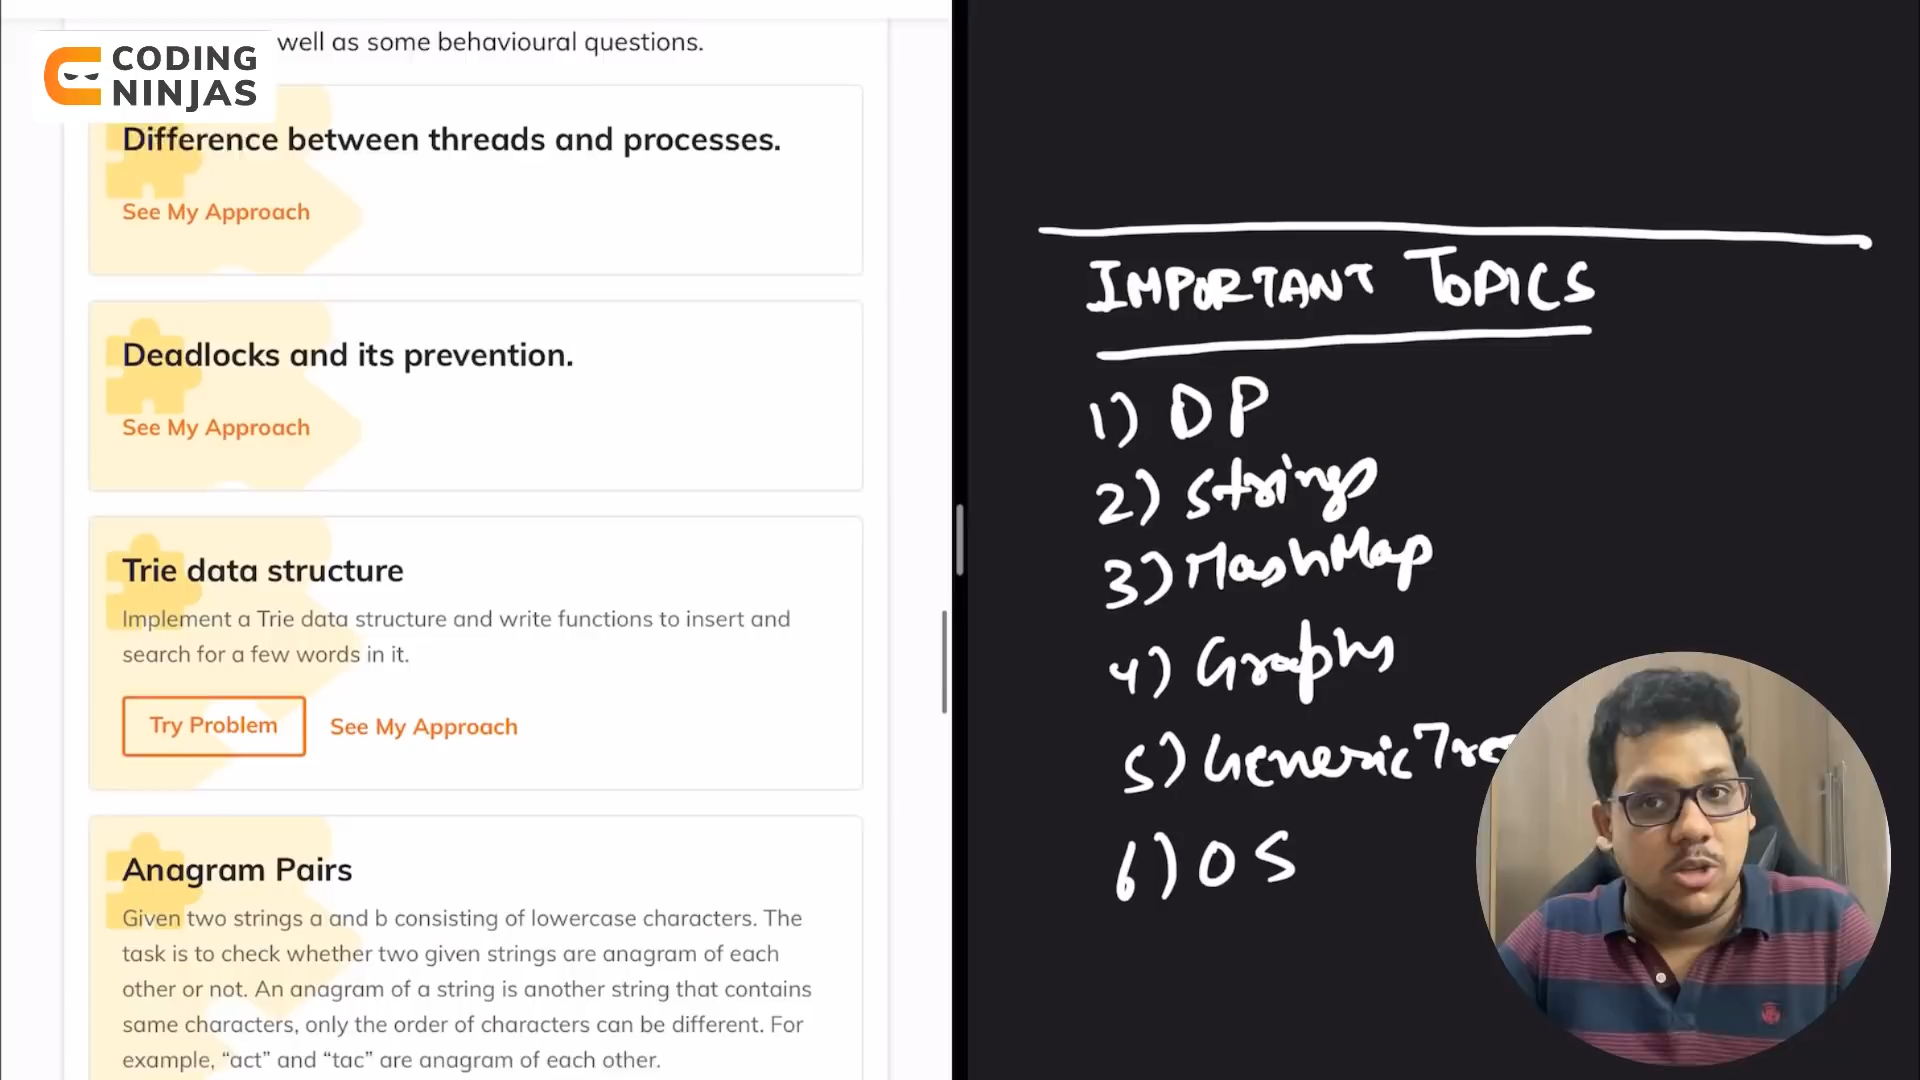 CODING
NINJAS
well as some behavioural questions.
Difference between threads and processes.
See My Approach
Deadlocks and its prevention.
See My Approach
Trie data structure
Implement a Trie data structure and write functions to insert and
search for a few words in it.
Try Problem
See My Approach
Anagram Pairs
Given two strings a and b consisting of lowercase characters. The
task is to check whether two given strings are anagram of each
other or not. An anagram of a string is another string that contains
same characters, only the order of characters can be different. For
example, “act” and “tac” are anagram of each other.
IMPORTANT TOPICS
1) DP
2) Strings
3) HashMap
4) Graphs
5) Generic Tree
6) OS